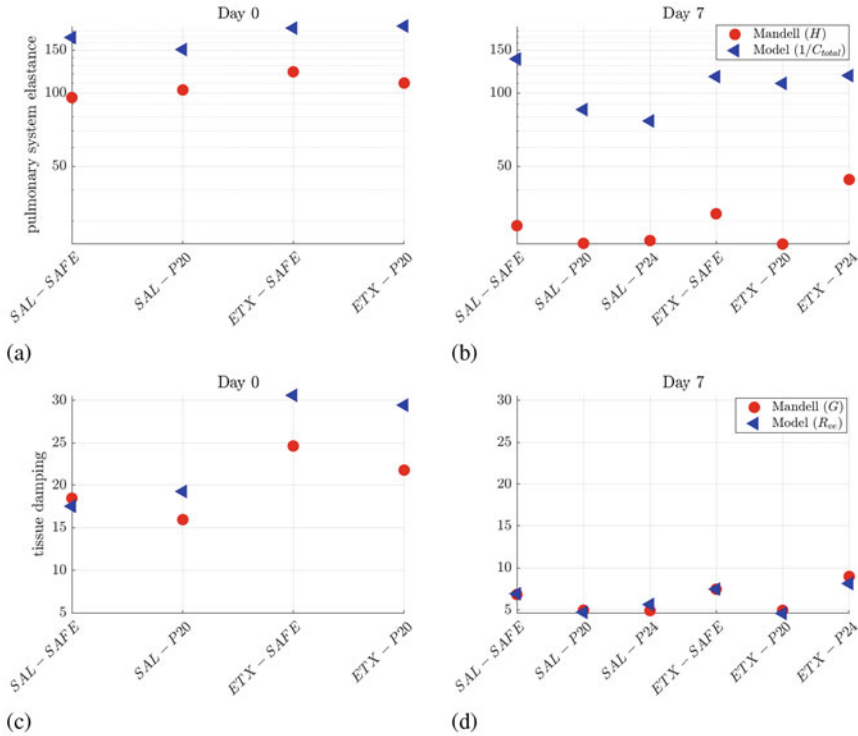 Day 0
150
100
50
pulmonary system elastance
SAL − SAFE
SAL − P20
ETX − SAFE
ETX − P20
(a)
Day 7
Mandell (H)
Model (1/C_total)
150
100
50
SAL − SAFE
SAL − P20
SAL − P24
ETX − SAFE
ETX − P20
ETX − P24
(b)
Day 0
30
25
20
15
10
5
tissue damping
SAL − SAFE
SAL − P20
ETX − SAFE
ETX − P20
(c)
Day 7
Mandell (G)
Model (R_ve)
30
25
20
15
10
5
SAL − SAFE
SAL − P20
SAL − P24
ETX − SAFE
ETX − P20
ETX − P24
(d)